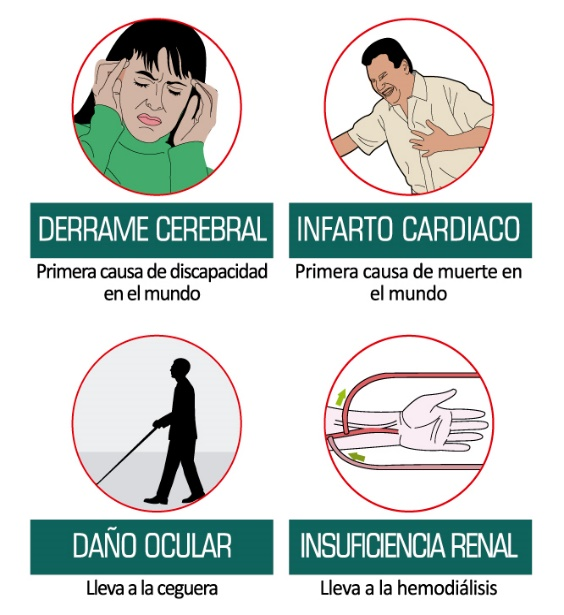 DERRAME CEREBRAL
Primera causa de discapacidad
en el mundo
INFARTO CARDIACO
Primera causa de muerte en
el mundo
DAÑO OCULAR
Lleva a la ceguera
INSUFICIENCIA RENAL
Lleva a la hemodiálisis